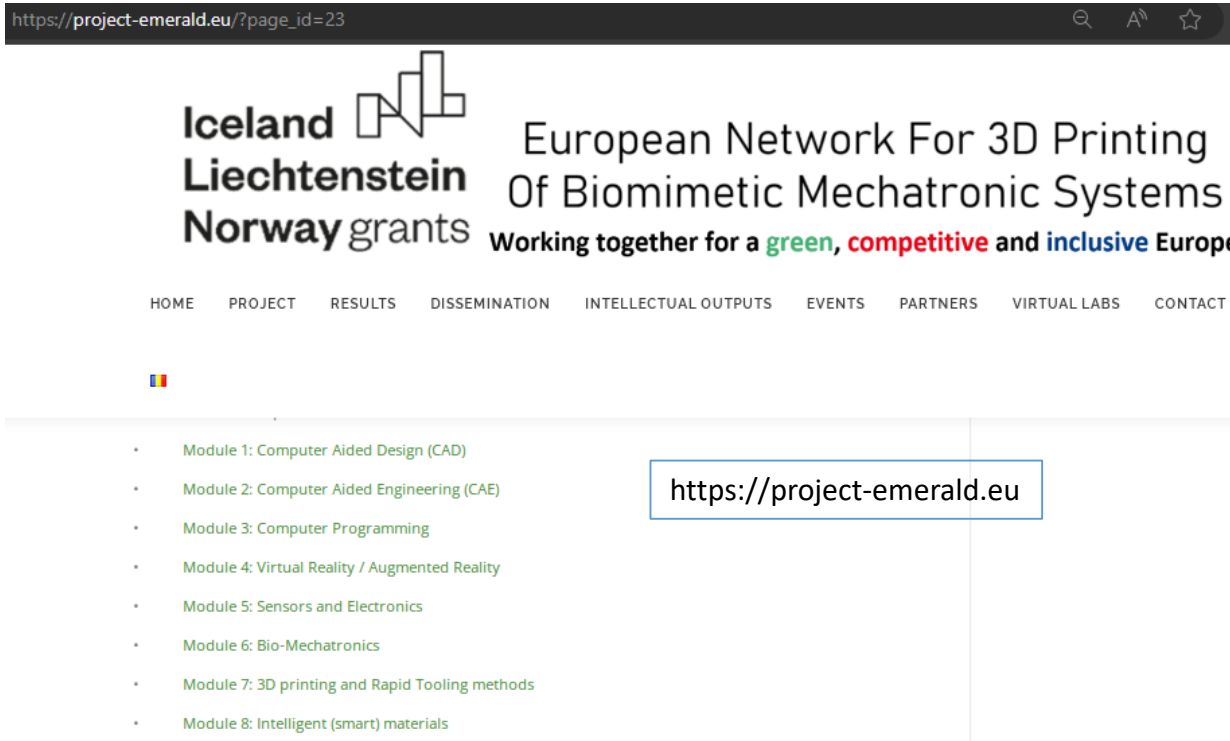 https://project-emerald.eu/?page_id=23
Iceland
Liechtenstein
Norway grants
European Network For 3D Printing
Of Biomimetic Mechatronic Systems
Working together for a green, competitive and inclusive Europe
HOME PROJECT RESULTS DISSEMINATION INTELLECTUAL OUTPUTS EVENTS PARTNERS VIRTUAL LABS CONTACT
• Module 1: Computer Aided Design (CAD)
• Module 2: Computer Aided Engineering (CAE)
https://project-emerald.eu
• Module 3: Computer Programming
• Module 4: Virtual Reality / Augmented Reality
• Module 5: Sensors and Electronics
• Module 6: Bio-Mechatronics
• Module 7: 3D printing and Rapid Tooling methods
• Module 8: Intelligent (smart) materials